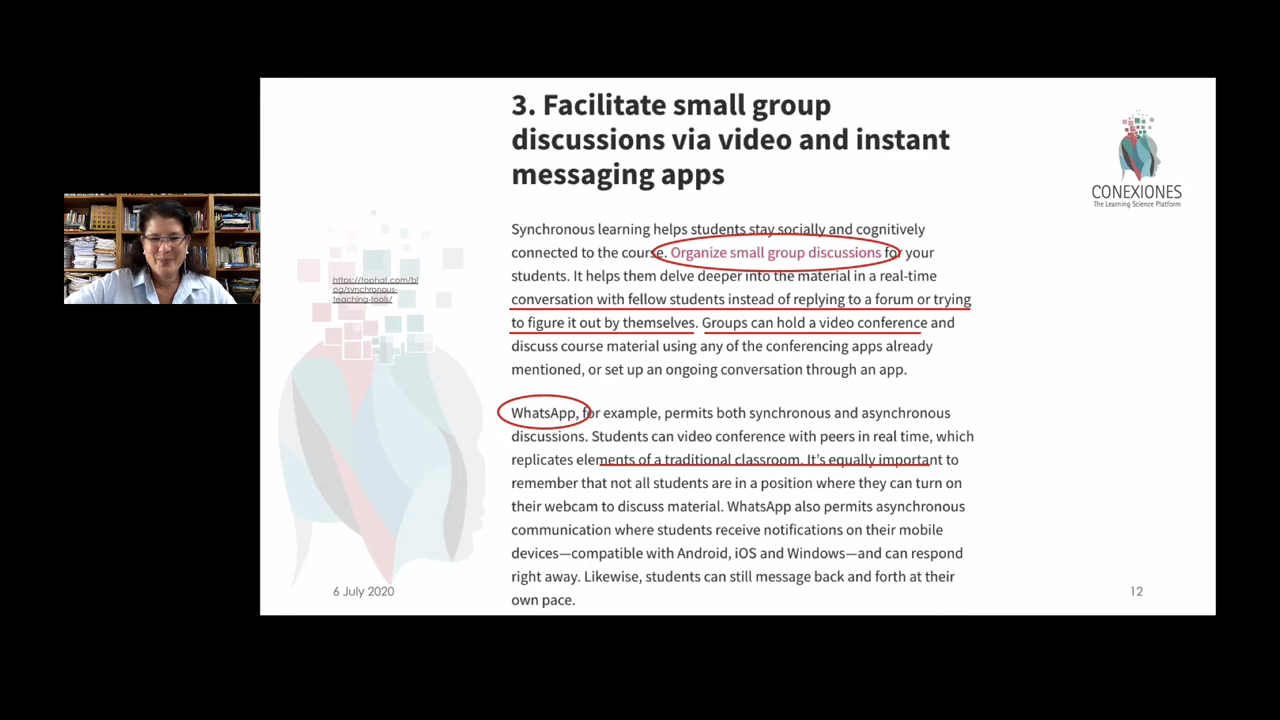 3. Facilitate small group
discussions via video and instant
messaging apps
CONEXIONES
The Learning Science Platform
Synchronous learning helps students stay socially and cognitively
connected to the course. Organize small group discussions for your
students. It helps them delve deeper into the material in a real-time
conversation with fellow students instead of replying to a forum or trying
to figure it out by themselves. Groups can hold a video conference and
discuss course material using any of the conferencing apps already
mentioned, or set up an ongoing conversation through an app.
https://tophat.com/bl
og/synchronous-
teaching-tools/
WhatsApp, for example, permits both synchronous and asynchronous
discussions. Students can video conference with peers in real time, which
replicates elements of a traditional classroom. It’s equally important to
remember that not all students are in a position where they can turn on
their webcam to discuss material. WhatsApp also permits asynchronous
communication where students receive notifications on their mobile
devices—compatible with Android, iOS and Windows—and can respond
right away. Likewise, students can still message back and forth at their
own pace.
6 July 2020
12